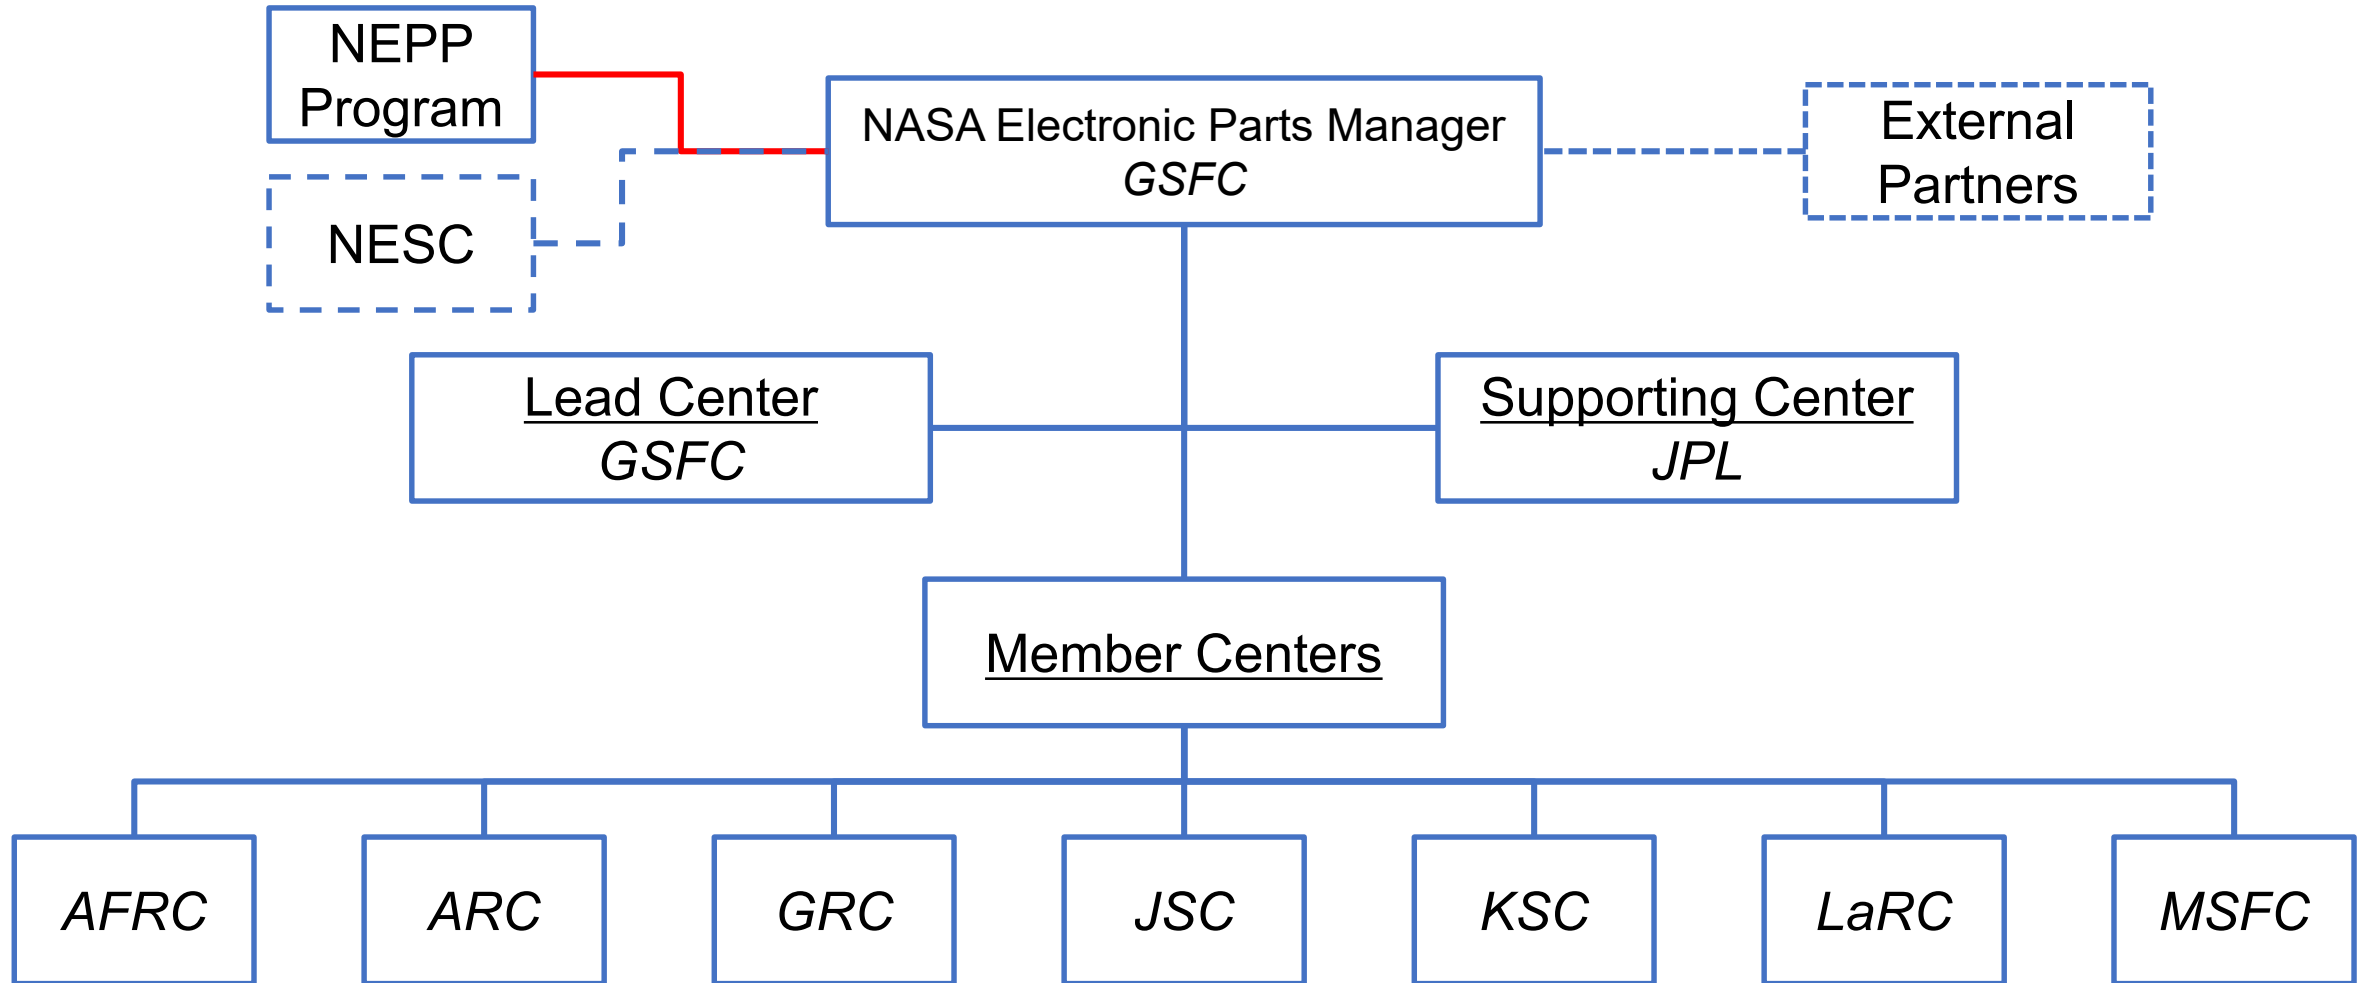 NEPP
Program
NASA Electronic Parts Manager
GSFC
External
Partners
NESC
Lead Center
GSFC
Supporting Center
JPL
Member Centers
AFRC
ARC
GRC
JSC
KSC
LaRC
MSFC